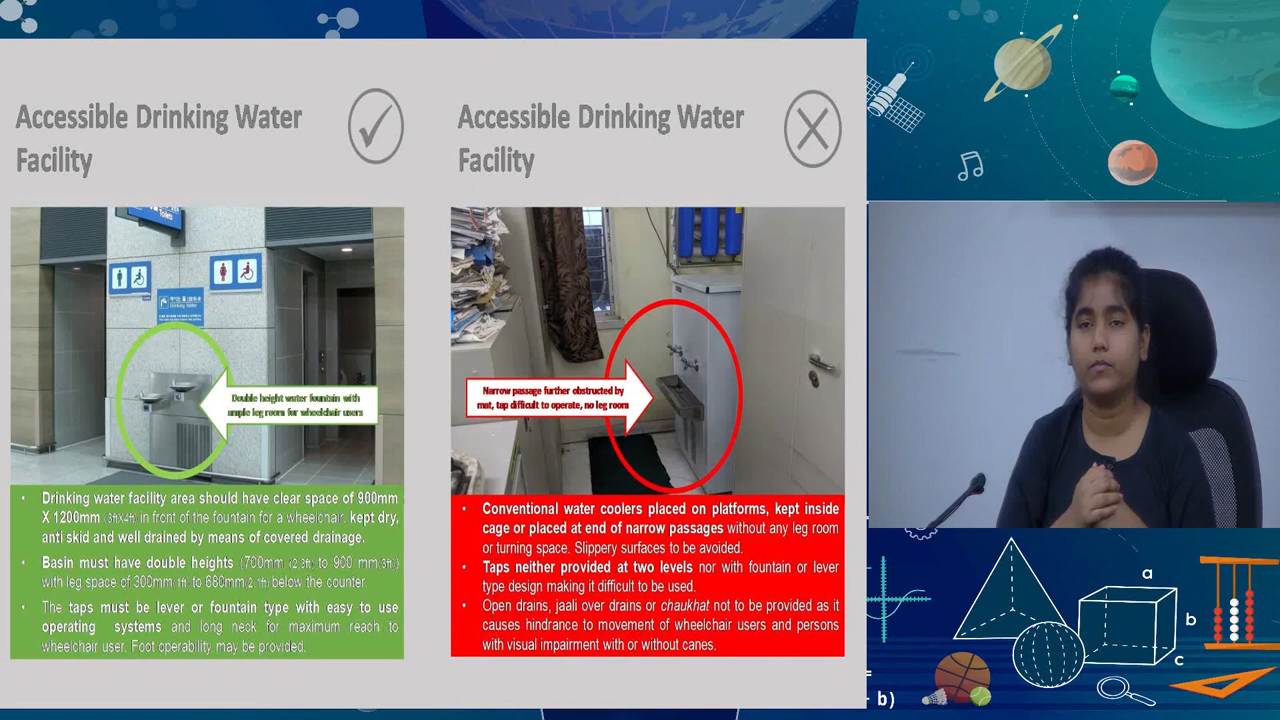 Accessible Drinking Water
Facility
Toilets
Drinking Water
Double height water fountain with
ample leg room for wheelchair users
• Drinking water facility area should have clear space of 900mm
X 1200mm (3ftX4ft) in front of the fountain for a wheelchair. kept dry,
anti skid and well drained by means of covered drainage.
• Basin must have double heights (700mm (2.3ft) to 900 mm(3ft))
with leg space of 300mm(1ft) to 680mm(2.1ft) below the counter.
• The taps must be lever or fountain type with easy to use
operating systems and long neck for maximum reach to
wheelchair user. Foot operability may be provided.
Accessible Drinking Water
Facility
Narrow passage further obstructed by
mat, tap difficult to operate, no leg room
• Conventional water coolers placed on platforms, kept inside
cage or placed at end of narrow passages without any leg room
or turning space. Slippery surfaces to be avoided.
• Taps neither provided at two levels nor with fountain or lever
type design making it difficult to be used.
• Open drains, jaali over drains or chaukhat not to be provided as it
causes hindrance to movement of wheelchair users and persons
with visual impairment with or without canes.
a
b
c
=
b)